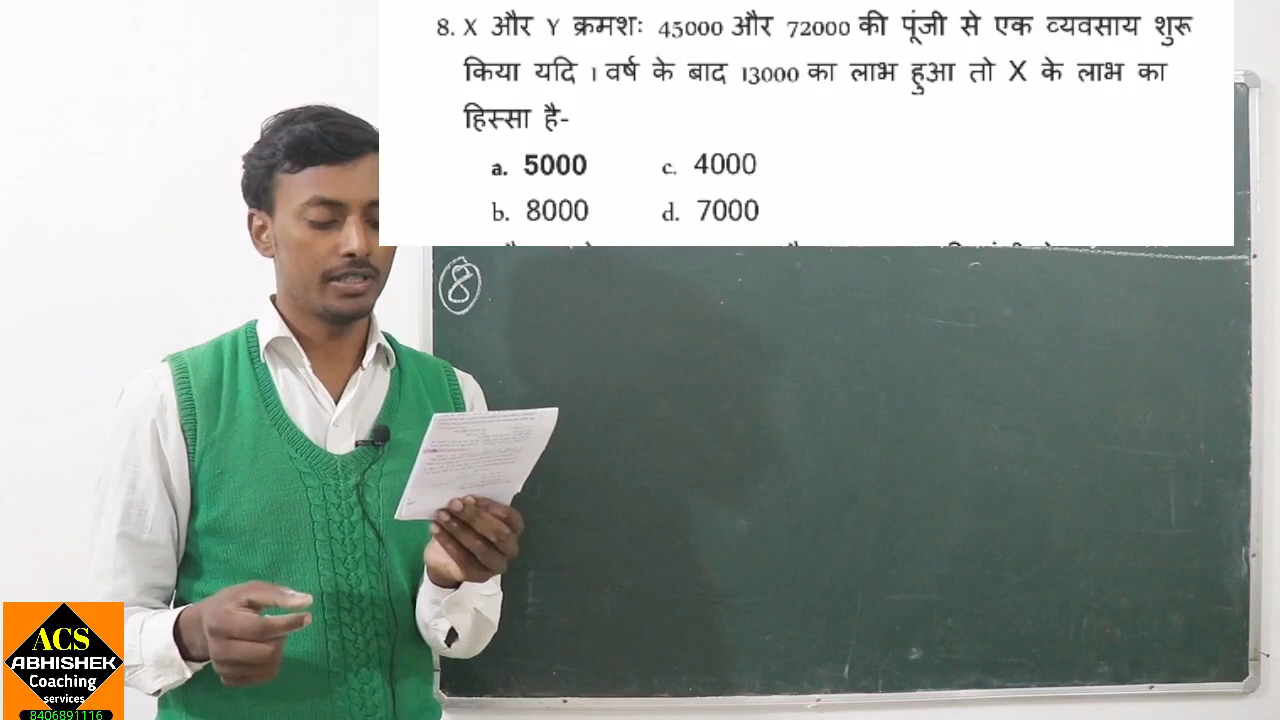 8. X और Y क्रमशः 45000 और 72000 की पूंजी से एक व्यवसाय शुरू
किया यदि 1 वर्ष के बाद 13000 का लाभ हुआ तो X के लाभ का
हिस्सा है-
a. 5000 c. 4000
b. 8000 d. 7000
8
ACS
ABHISHEK
Coaching
services
8406891116